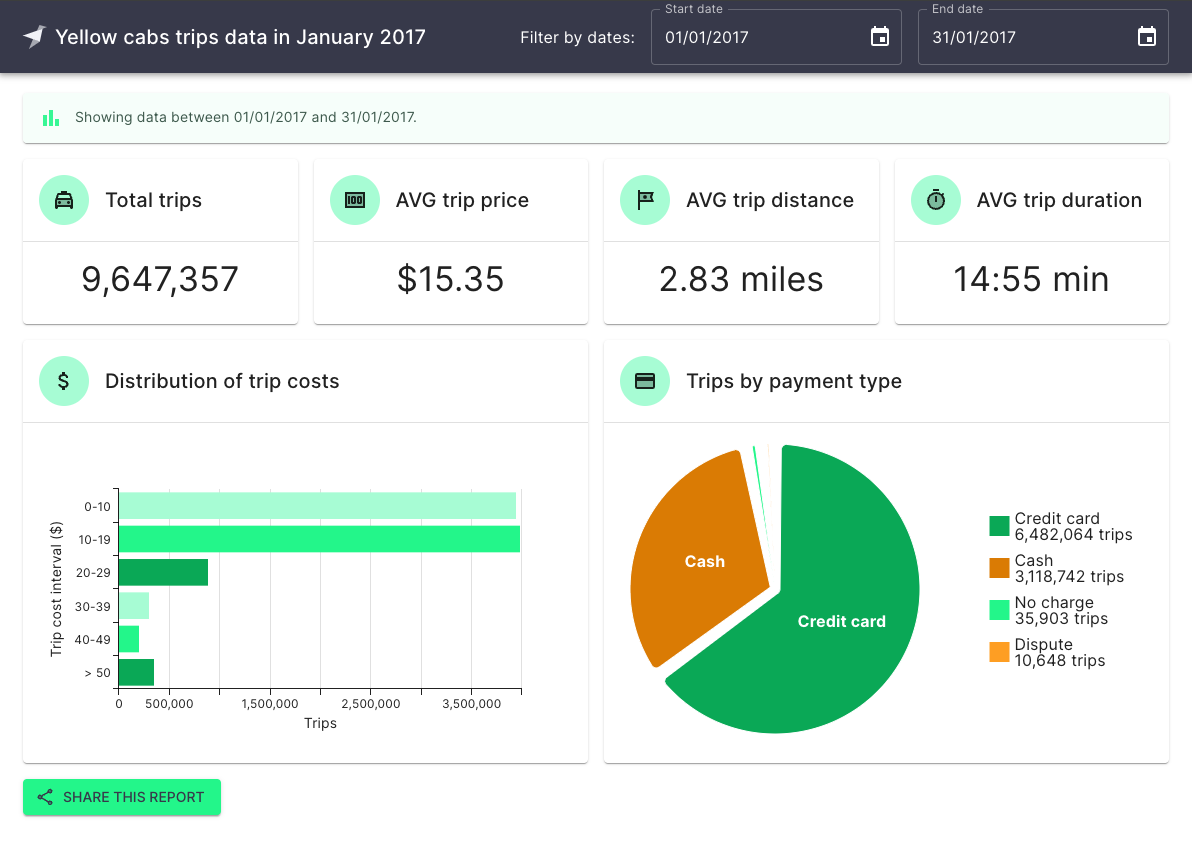 Yellow cabs trips data in January 2017
Filter by dates:
Start date
01/01/2017
End date
31/01/2017
Showing data between 01/01/2017 and 31/01/2017.
Total trips
9,647,357
100
AVG trip price
$15.35
AVG trip distance
2.83 miles
AVG trip duration
14:55 min
$
Distribution of trip costs
Trip cost interval ($)
0-10
10-19
20-29
30-39
40-49
> 50
0
500,000
1,500,000
2,500,000
3,500,000
Trips
Trips by payment type
Cash
Credit card
Credit card
6,482,064 trips
Cash
3,118,742 trips
No charge
35,903 trips
Dispute
10,648 trips
SHARE THIS REPORT